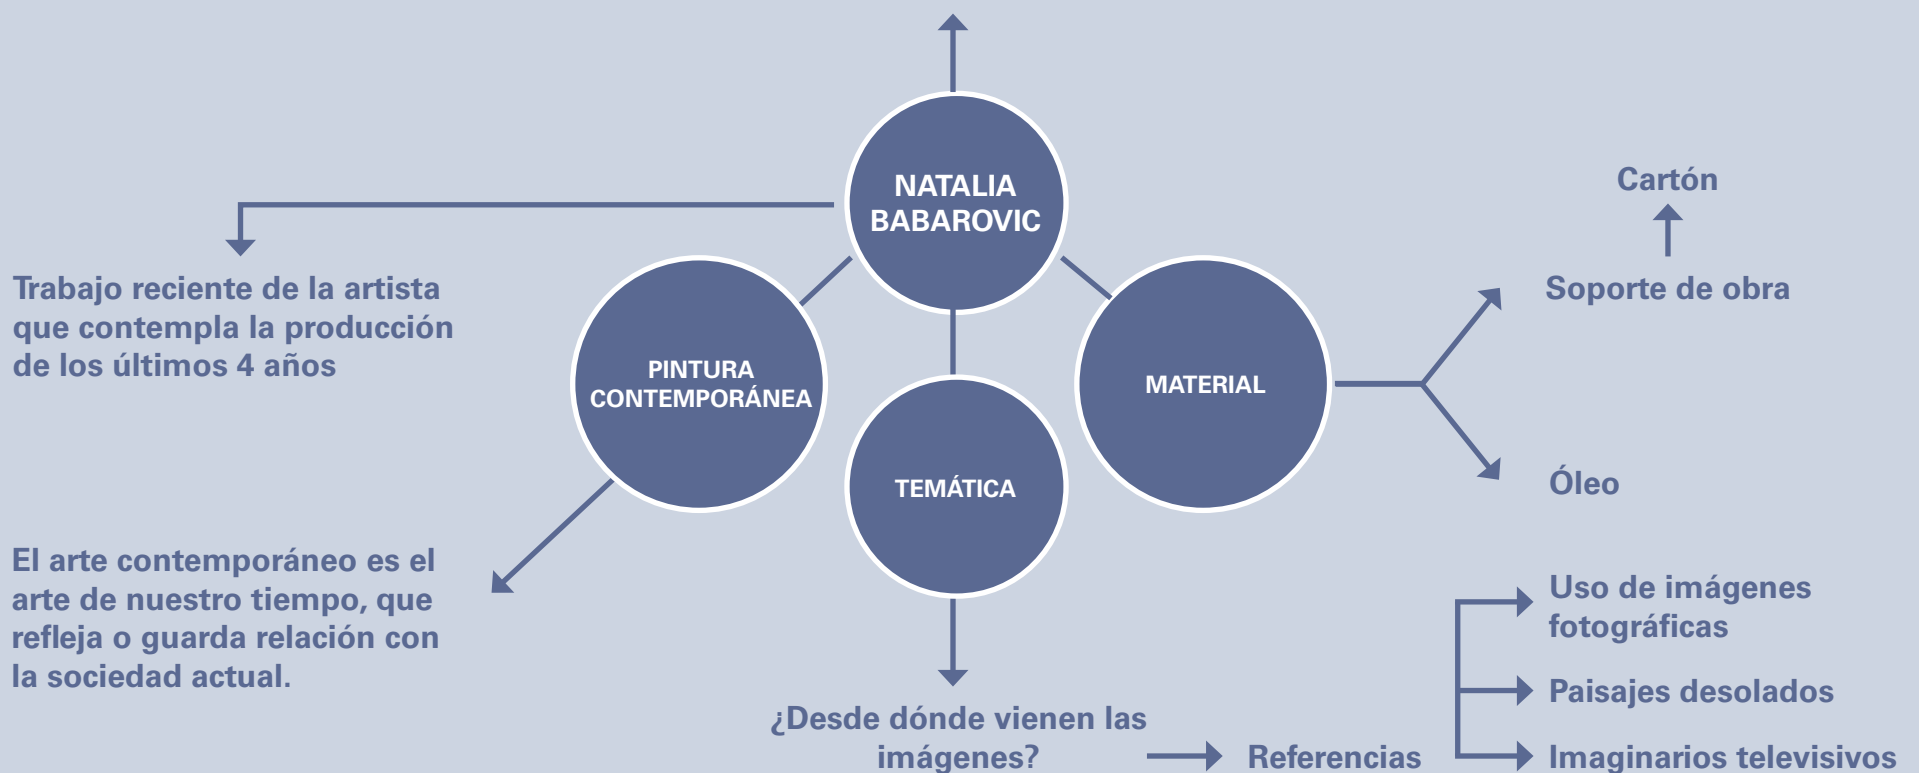 NATALIA
BABAROVIC
Trabajo reciente de la artista
que contempla la producción
de los últimos 4 años
PINTURA
CONTEMPORÁNEA
TEMÁTICA
MATERIAL
Cartón
Soporte de obra
Óleo
El arte contemporáneo es el
arte de nuestro tiempo, que
refleja o guarda relación con
la sociedad actual.
¿Desde dónde vienen las
imágenes?
Referencias
Uso de imágenes
fotográficas
Paisajes desolados
Imaginarios televisivos